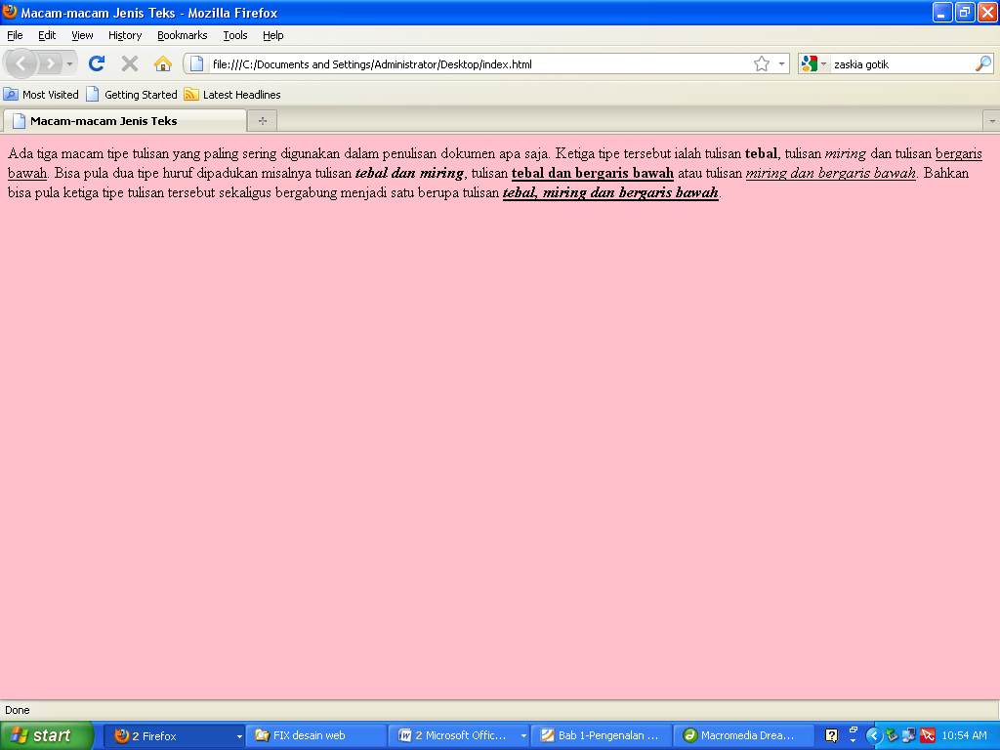 Macam-macam Jenis Teks - Mozilla Firefox
File Edit View History Bookmarks Tools Help
file:///C:/Documents and Settings/Administrator/Desktop/index.html zaskia gotik
Most Visited Getting Started Latest Headlines
Macam-macam Jenis Teks
Ada tiga macam tipe tulisan yang paling sering digunakan dalam penulisan dokumen apa saja. Ketiga tipe tersebut ialah tulisan tebal, tulisan miring dan tulisan bergaris
bawah. Bisa pula dua tipe huruf dipadukan misalnya tulisan tebal dan miring, tulisan tebal dan bergaris bawah atau tulisan miring dan bergaris bawah. Bahkan
bisa pula ketiga tipe tulisan tersebut sekaligus bergabung menjadi satu berupa tulisan tebal, miring dan bergaris bawah.
Done
start 2 Firefox FIX desain web 2 Microsoft Offic... Bab 1-Pengenalan ... Macromedia Drea... 10:54 AM